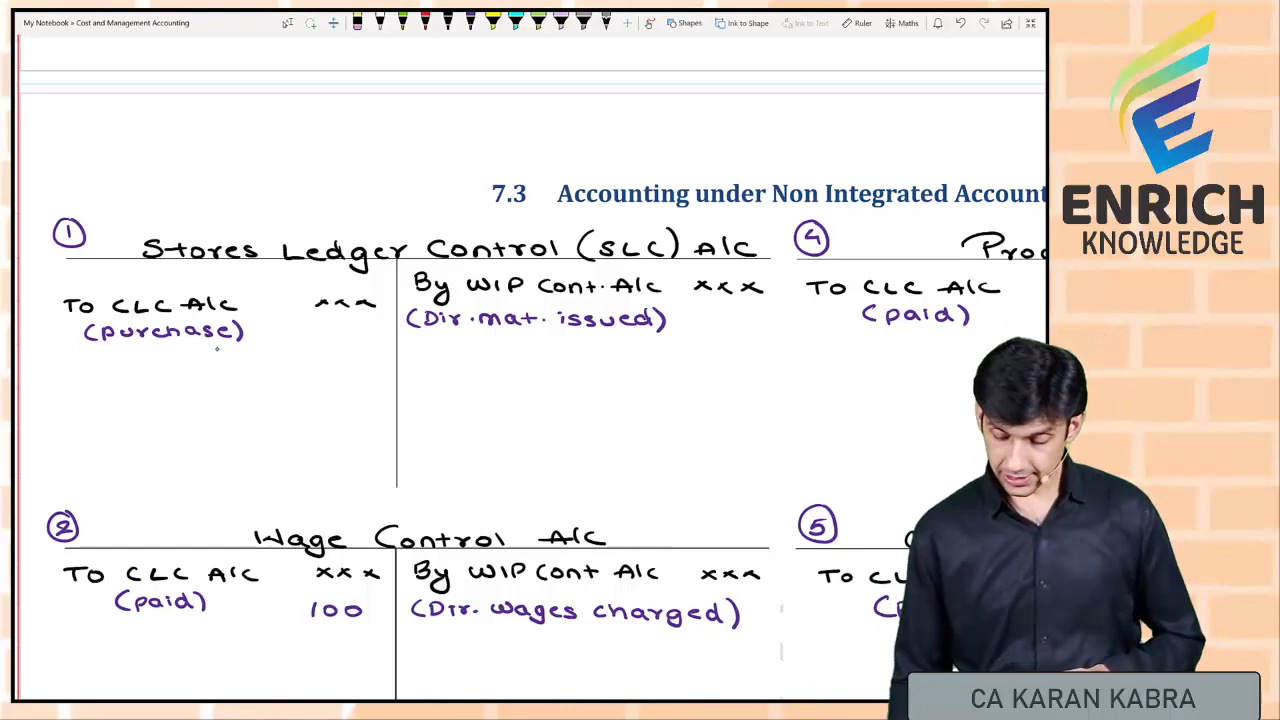 My Notebook » Cost and Management Accounting
Shapes
Ink to Shape
Ink to Text
Ruler
Maths
7.3 Accounting under Non Integrated Account
① Stores Ledger Control (SLC) A/c
To CLC A/c xxx
(purchase)
By WIP Cont. A/c xxx
(Dir. mat. issued)
④ Proc
To CLC A/c
(paid)
② Wage Control A/c
To CLC A/c xxx
(paid) 100
By WIP Cont A/c xxx
(Dir. wages charged)
⑤
To CL
ENRICH
KNOWLEDGE
CA KARAN KABRA